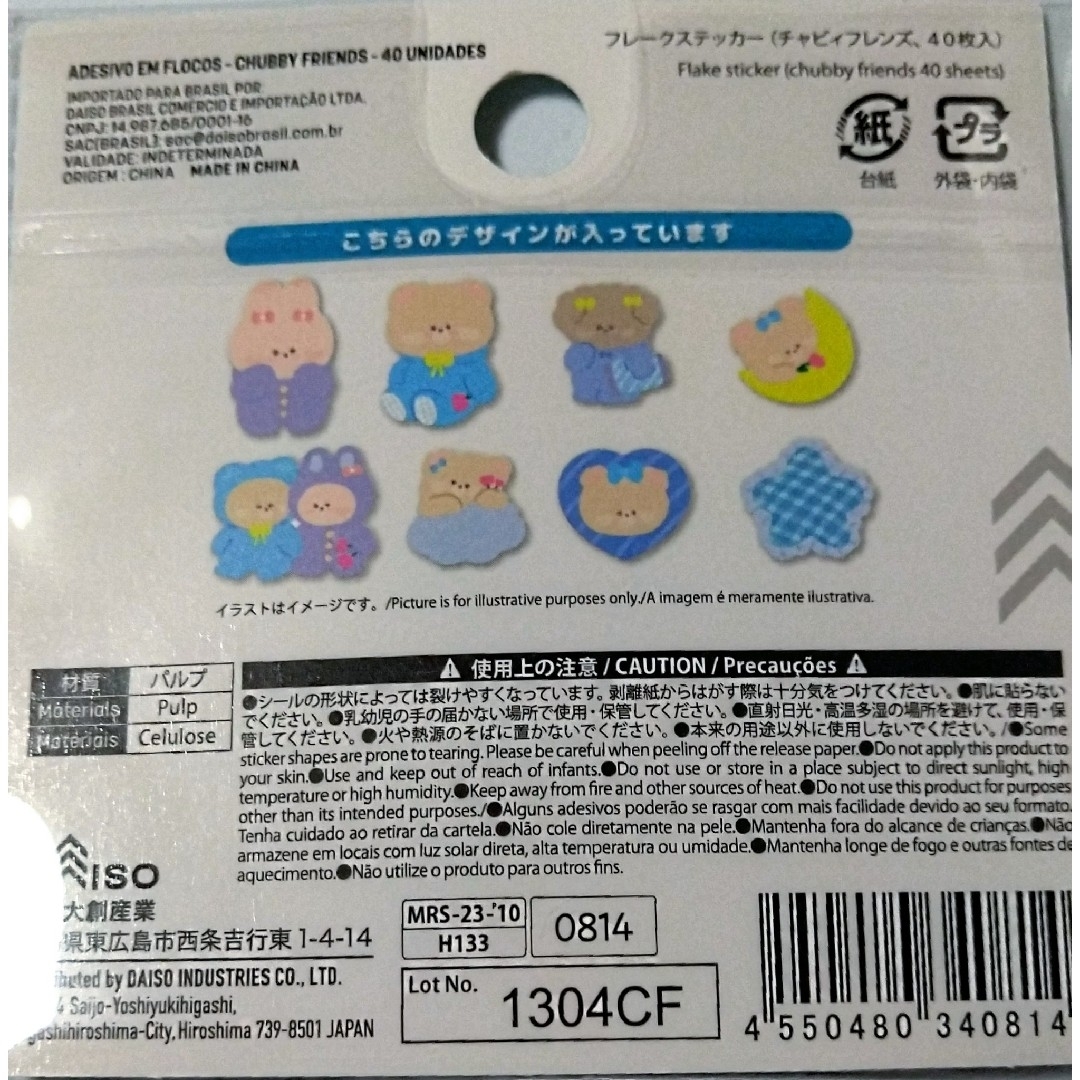 ADESIVO EM FLOCOS - CHUBBY FRIENDS - 40 UNIDADES
IMPORTADO PARA BRASIL POR
DAISO BRASIL COMÉRCIO E IMPORTAÇÃO LTDA.
CNPJ: 14.987.685/0001-16
SAC(BRASIL): sac@daisobrasil.com.br
VALIDADE: INDETERMINADA
ORIGEM : CHINA MADE IN CHINA
フレークステッカー（チャビィフレンズ、４０枚入）
Flake sticker (chubby friends 40 sheets)
紙
プラ
台紙
外袋・内袋
こちらのデザインが入っています
イラストはイメージです。/Picture is for illustrative purposes only./A imagem é meramente ilustrativa.
材質 パルプ
Materials Pulp
Materiais Celulose
使用上の注意 / CAUTION / Precauções
●シールの形状によっては裂けやすくなっています。剥離紙からはがす際は十分気をつけてください。●肌に貼らない
でください。●乳幼児の手の届かない場所で使用・保管してください。●直射日光・高温多湿の場所を避けて、使用・保
管してください。●火や熱源のそばに置かないでください。●本来の用途以外に使用しないでください。/●Some
sticker shapes are prone to tearing. Please be careful when peeling off the release paper.●Do not apply this product to
your skin.●Use and keep out of reach of infants.●Do not use or store in a place subject to direct sunlight, high
temperature or high humidity.●Keep away from fire and other sources of heat.●Do not use this product for purposes
other than its intended purposes./●Alguns adesivos poderão se rasgar com mais facilidade devido ao seu formato.
Tenha cuidado ao retirar da cartela.●Não cole diretamente na pele.●Mantenha fora do alcance de crianças.●Não
armazene em locais com luz solar direta, alta temperatura ou umidade.●Mantenha longe de fogo e outras fontes de
aquecimento.●Não utilize o produto para outros fins.
ISO
大創産業
県東広島市西条吉行東 1-4-14
buted by DAISO INDUSTRIES CO., LTD.
4 Saijo-Yoshiyukihigashi,
gashihiroshima-City, Hiroshima 739-8501 JAPAN
MRS-23-'10
H133
0814
Lot No. 1304CF
4 550480 340814